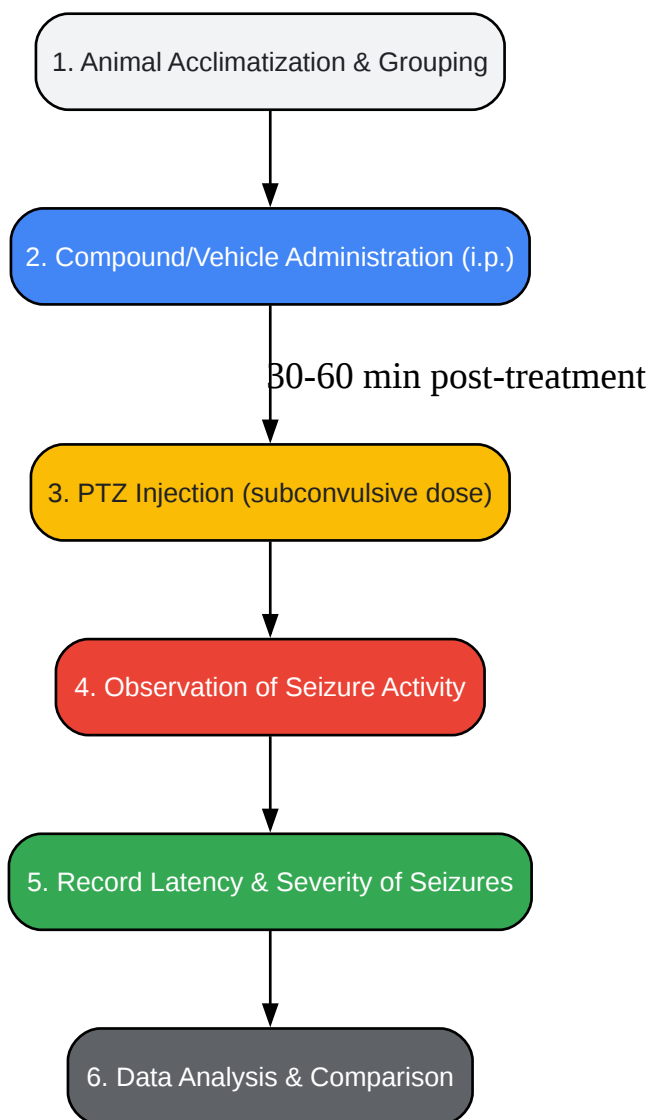 1. Animal Acclimatization & Grouping
2. Compound/Vehicle Administration (i.p.)
30-60 min post-treatment
3. PTZ Injection (subconvulsive dose)
4. Observation of Seizure Activity
5. Record Latency & Severity of Seizures
6. Data Analysis & Comparison